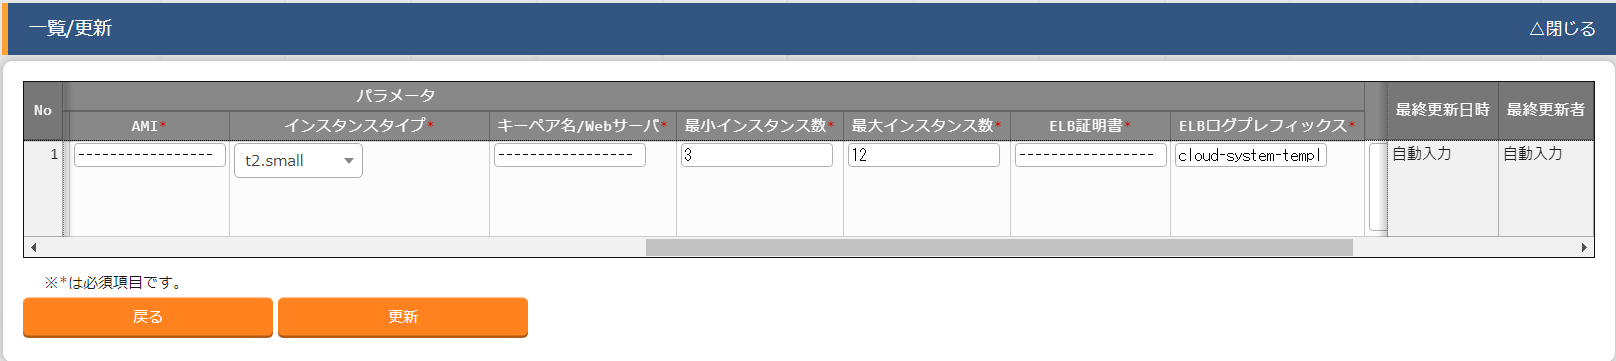 一覧/更新
△閉じる
No
パラメータ
最終更新日時
最終更新者
AMI*
インスタンスタイプ*
キーペア名/Webサーバ*
最小インスタンス数*
最大インスタンス数*
ELB証明書*
ELBログプレフィックス*
1
-----------------
t2.small
-----------------
3
12
-----------------
cloud-system-templ
自動入力
自動入力
※*は必須項目です。
戻る
更新